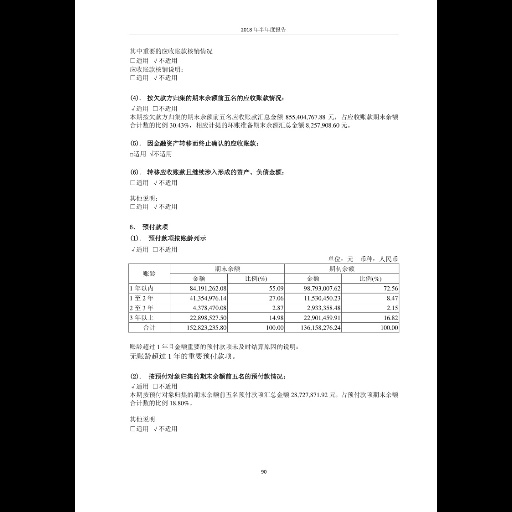 2018 年半年度报告
其中重要的应收账款核销情况
□适用 √不适用
应收账款核销说明:
□适用 √不适用
(4). 按欠款方归集的期末余额前五名的应收账款情况:
√适用 □不适用
本期按欠款方归集的期末余额前五名应收账款汇总金额 855,404,767.88 元,占应收账款期末余额
合计数的比例 30.43%,相应计提的坏账准备期末余额汇总金额 8,257,908.60 元。
(5). 因金融资产转移而终止确认的应收账款:
□适用 √不适用
(6). 转移应收账款且继续涉入形成的资产、负债金额:
□适用 √不适用
其他说明:
□适用 √不适用
6、 预付款项
(1). 预付款项按账龄列示
√适用 □不适用
单位:元 币种:人民币
账龄 期末余额 期初余额
金额 比例(%) 金额 比例(%)
1 年以内 84,191,262.08 55.09 98,793,007.62 72.56
1 至 2 年 41,354,976.14 27.06 11,530,450.23 8.47
2 至 3 年 4,378,470.08 2.87 2,933,358.48 2.15
3 年以上 22,898,527.50 14.98 22,901,459.91 16.82
合计 152,823,235.80 100.00 136,158,276.24 100.00
账龄超过 1 年且金额重要的预付款项未及时结算原因的说明:
无账龄超过 1 年的重要预付款项。
(2). 按预付对象归集的期末余额前五名的预付款情况:
√适用 □不适用
本期按预付对象归集的期末余额前五名预付款项汇总金额 28,727,871.92 元,占预付款项期末余额
合计数的比例 18.80%。
其他说明
□适用 √不适用
90